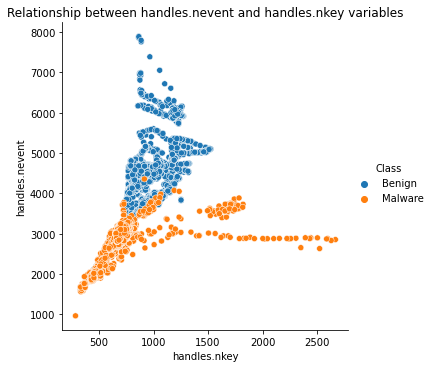 Relationship between handles.nevent and handles.nkey variables
8000
7000
6000
5000
4000
3000
2000
1000
handles.nevent
500
1000
1500
2000
2500
handles.nkey
Class
Benign
Malware